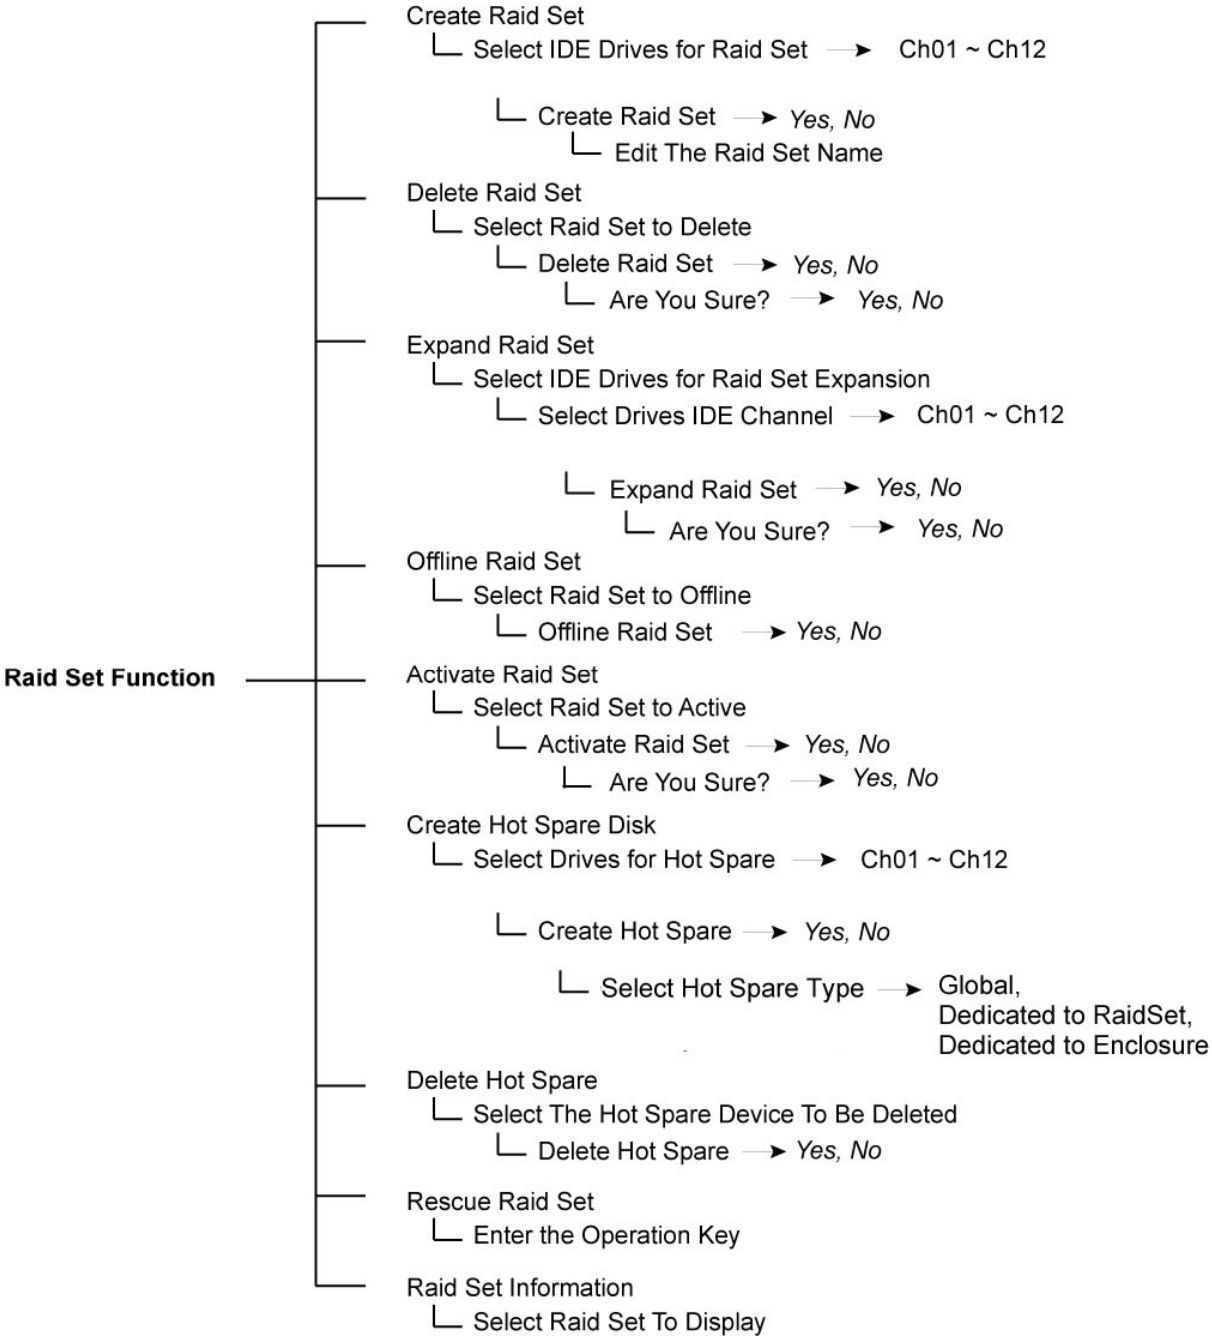 Create Raid Set
Select IDE Drives for Raid Set Ch01 ~ Ch12
Create Raid Set Yes, No
Edit The Raid Set Name
Delete Raid Set
Select Raid Set to Delete
Delete Raid Set Yes, No
Are You Sure? Yes, No
Expand Raid Set
Select IDE Drives for Raid Set Expansion
Select Drives IDE Channel Ch01 ~ Ch12
Expand Raid Set Yes, No
Are You Sure? Yes, No
Offline Raid Set
Select Raid Set to Offline
Offline Raid Set Yes, No
Raid Set Function
Activate Raid Set
Select Raid Set to Active
Activate Raid Set Yes, No
Are You Sure? Yes, No
Create Hot Spare Disk
Select Drives for Hot Spare Ch01 ~ Ch12
Create Hot Spare Yes, No
Select Hot Spare Type Global,
Dedicated to RaidSet,
Dedicated to Enclosure
Delete Hot Spare
Select The Hot Spare Device To Be Deleted
Delete Hot Spare Yes, No
Rescue Raid Set
Enter the Operation Key
Raid Set Information
Select Raid Set To Display